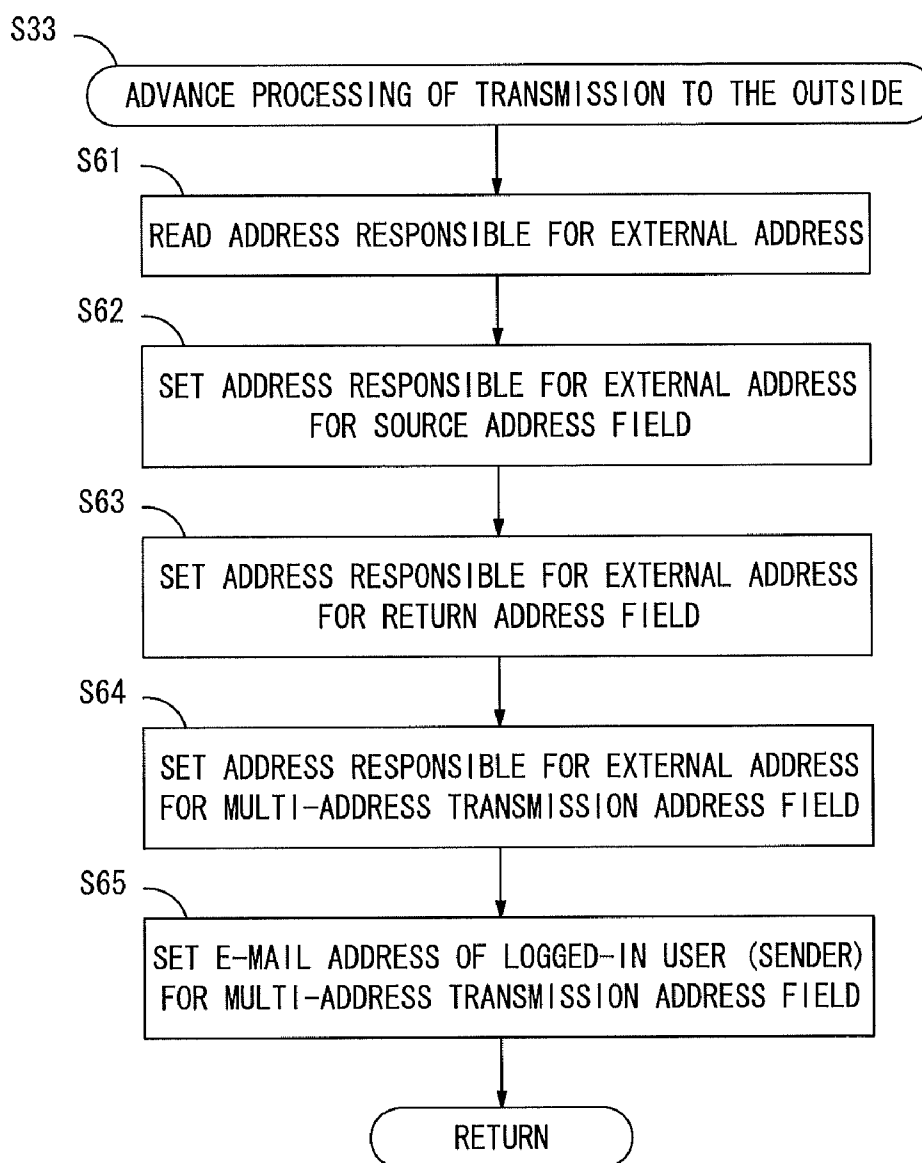 S33
ADVANCE PROCESSING OF TRANSMISSION TO THE OUTSIDE
S61
READ ADDRESS RESPONSIBLE FOR EXTERNAL ADDRESS
S62
SET ADDRESS RESPONSIBLE FOR EXTERNAL ADDRESS
FOR SOURCE ADDRESS FIELD
S63
SET ADDRESS RESPONSIBLE FOR EXTERNAL ADDRESS
FOR RETURN ADDRESS FIELD
S64
SET ADDRESS RESPONSIBLE FOR EXTERNAL ADDRESS
FOR MULTI-ADDRESS TRANSMISSION ADDRESS FIELD
S65
SET E-MAIL ADDRESS OF LOGGED-IN USER (SENDER)
FOR MULTI-ADDRESS TRANSMISSION ADDRESS FIELD
RETURN